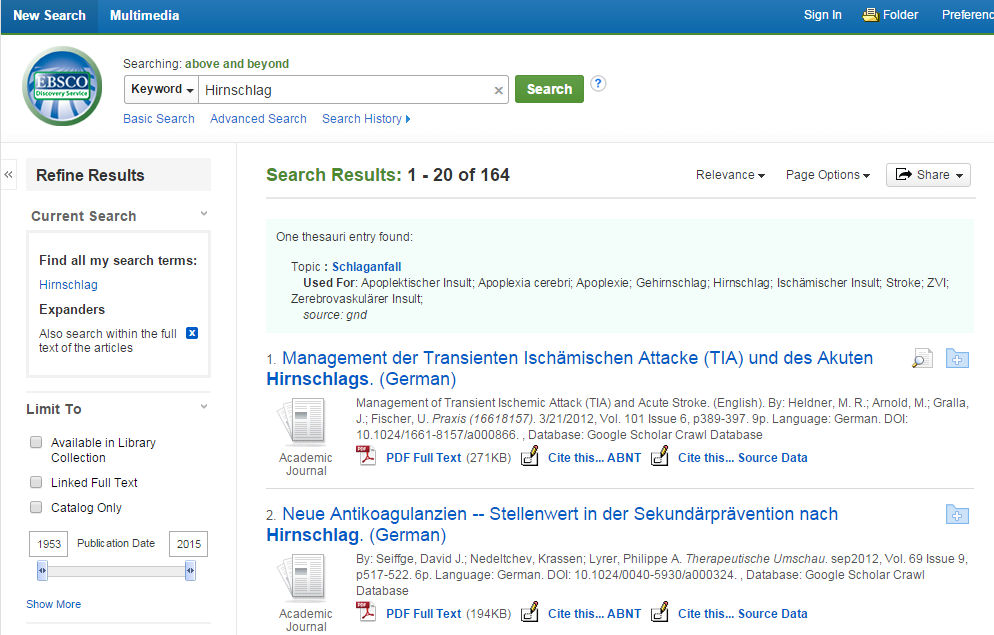 New Search Multimedia Sign In Folder Preferenc
EBSCO
Discovery Service
Searching: above and beyond
Keyword Hirnschlag × Search ?
Basic Search Advanced Search Search History
«
Refine Results
Current Search
Find all my search terms:
Hirnschlag
Expanders
Also search within the full
text of the articles
x
Limit To
Available in Library
Collection
Linked Full Text
Catalog Only
1953 Publication Date 2015
Show More
Search Results: 1 - 20 of 164
Relevance Page Options Share
One thesauri entry found:
Topic : Schlaganfall
Used For: Apoplektischer Insult; Apoplexia cerebri; Apoplexie; Gehirnschlag; Hirnschlag; Ischämischer Insult; Stroke; ZVI;
Zerebrovaskulärer Insult;
source: gnd
1. Management der Transienten Ischämischen Attacke (TIA) und des Akuten
Hirnschlags. (German)
Management of Transient Ischemic Attack (TIA) and Acute Stroke. (English). By: Heldner, M. R.; Arnold, M.; Gralla,
J.; Fischer, U. Praxis (16618157). 3/21/2012, Vol. 101 Issue 6, p389-397. 9p. Language: German. DOI:
10.1024/1661-8157/a000866. , Database: Google Scholar Crawl Database
Academic
Journal
PDF PDF Full Text (271KB) Cite this... ABNT Cite this... Source Data
2. Neue Antikoagulanzien -- Stellenwert in der Sekundärprävention nach
Hirnschlag. (German)
By: Seiffge, David J.; Nedeltchev, Krassen; Lyrer, Philippe A. Therapeutische Umschau. sep2012, Vol. 69 Issue 9,
p517-522. 6p. Language: German. DOI: 10.1024/0040-5930/a000324. , Database: Google Scholar Crawl
Database
Academic
Journal
PDF PDF Full Text (194KB) Cite this... ABNT Cite this... Source Data